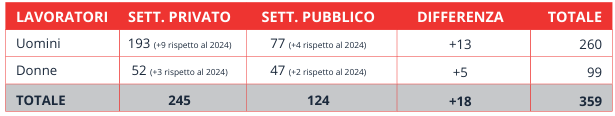 LAVORATORI SETT. PRIVATO SETT. PUBBLICO DIFFERENZA TOTALE
Uomini 193 (+9 rispetto al 2024) 77 (+4 rispetto al 2024) +13 260
Donne 52 (+3 rispetto al 2024) 47 (+2 rispetto al 2024) +5 99
TOTALE 245 124 +18 359